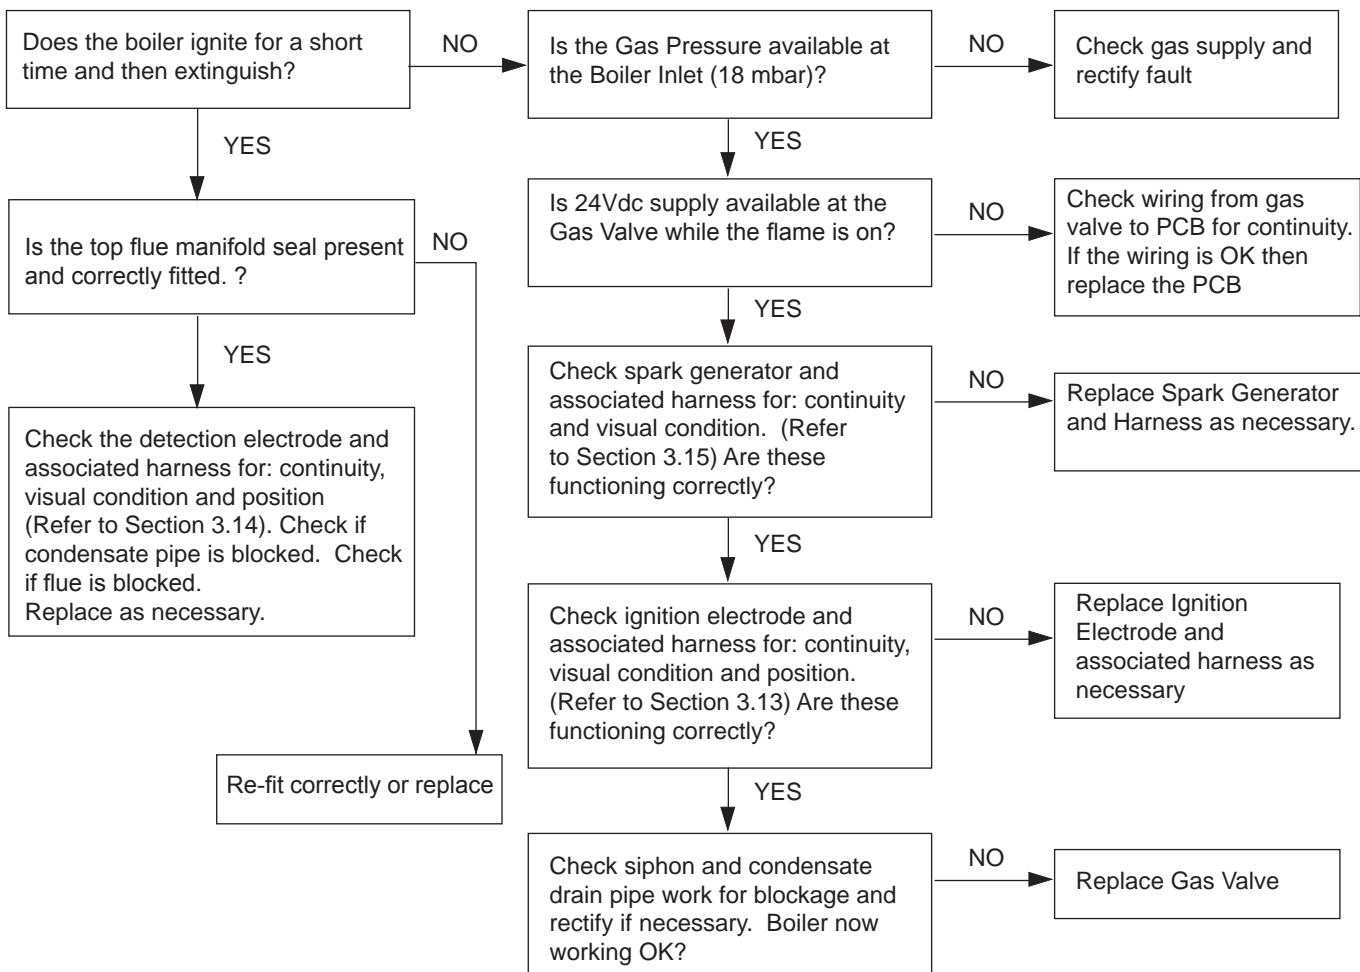 Does the boiler ignite for a short
time and then extinguish?
NO
Is the Gas Pressure available at
the Boiler Inlet (18 mbar)?
NO
Check gas supply and
rectify fault
YES
YES
Is the top flue manifold seal present
and correctly fitted. ?
NO
Is 24Vdc supply available at the
Gas Valve while the flame is on?
NO
Check wiring from gas
valve to PCB for continuity.
If the wiring is OK then
replace the PCB
YES
YES
Check the detection electrode and
associated harness for: continuity,
visual condition and position
(Refer to Section 3.14). Check if
condensate pipe is blocked.  Check
if flue is blocked.
Replace as necessary.
Check spark generator and
associated harness for: continuity
and visual condition.  (Refer
to Section 3.15) Are these
functioning correctly?
NO
Replace Spark Generator
and Harness as necessary.
YES
Check ignition electrode and
associated harness for: continuity,
visual condition and position.
(Refer to Section 3.13) Are these
functioning correctly?
NO
Replace Ignition
Electrode and
associated harness as
necessary
Re-fit correctly or replace
YES
Check siphon and condensate
drain pipe work for blockage and
rectify if necessary.  Boiler now
working OK?
NO
Replace Gas Valve